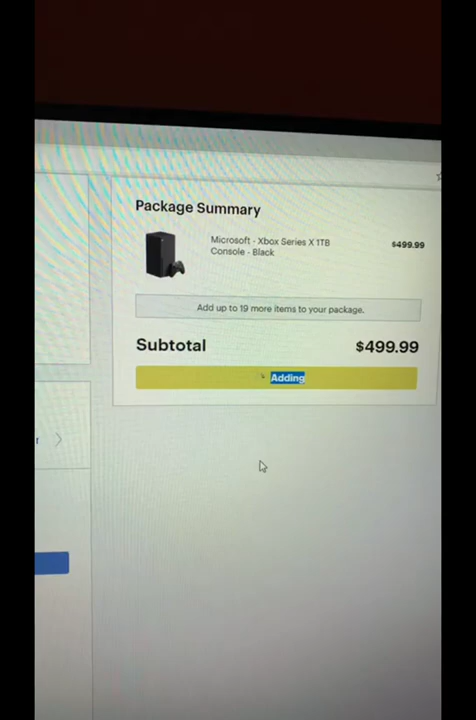 Package Summary
Microsoft - Xbox Series X 1TB
Console - Black
$499.99
Add up to 19 more items to your package.
Subtotal
$499.99
Adding